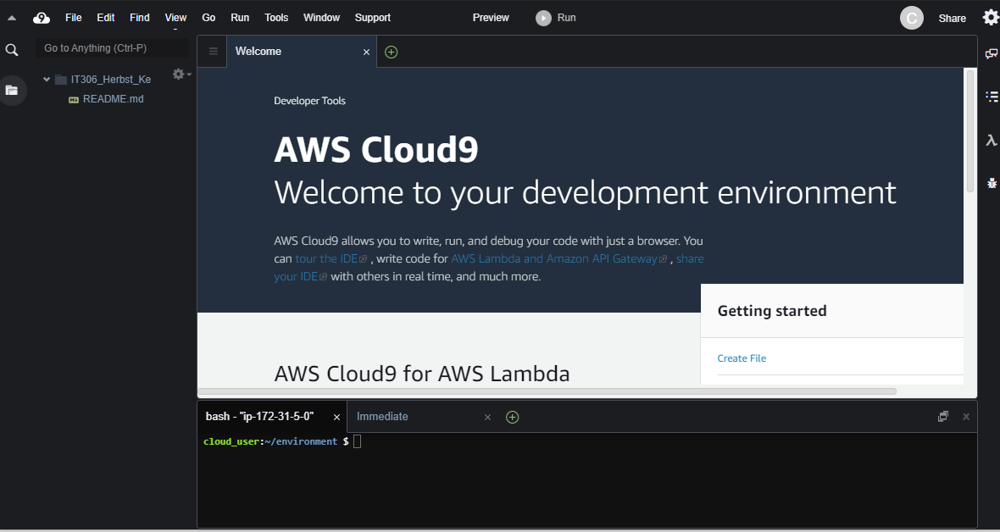 9 File Edit Find View Go Run Tools Window Support Preview Run C Share
Go to Anything (Ctrl-P)
IT306_Herbst_Ke
README.md
Welcome
Developer Tools
AWS Cloud9
Welcome to your development environment
AWS Cloud9 allows you to write, run, and debug your code with just a browser. You
can tour the IDE , write code for AWS Lambda and Amazon API Gateway , share
your IDE with others in real time, and much more.
Getting started
Create File
AWS Cloud9 for AWS Lambda
bash - "ip-172-31-5-0" Immediate
cloud_user:~/environment $